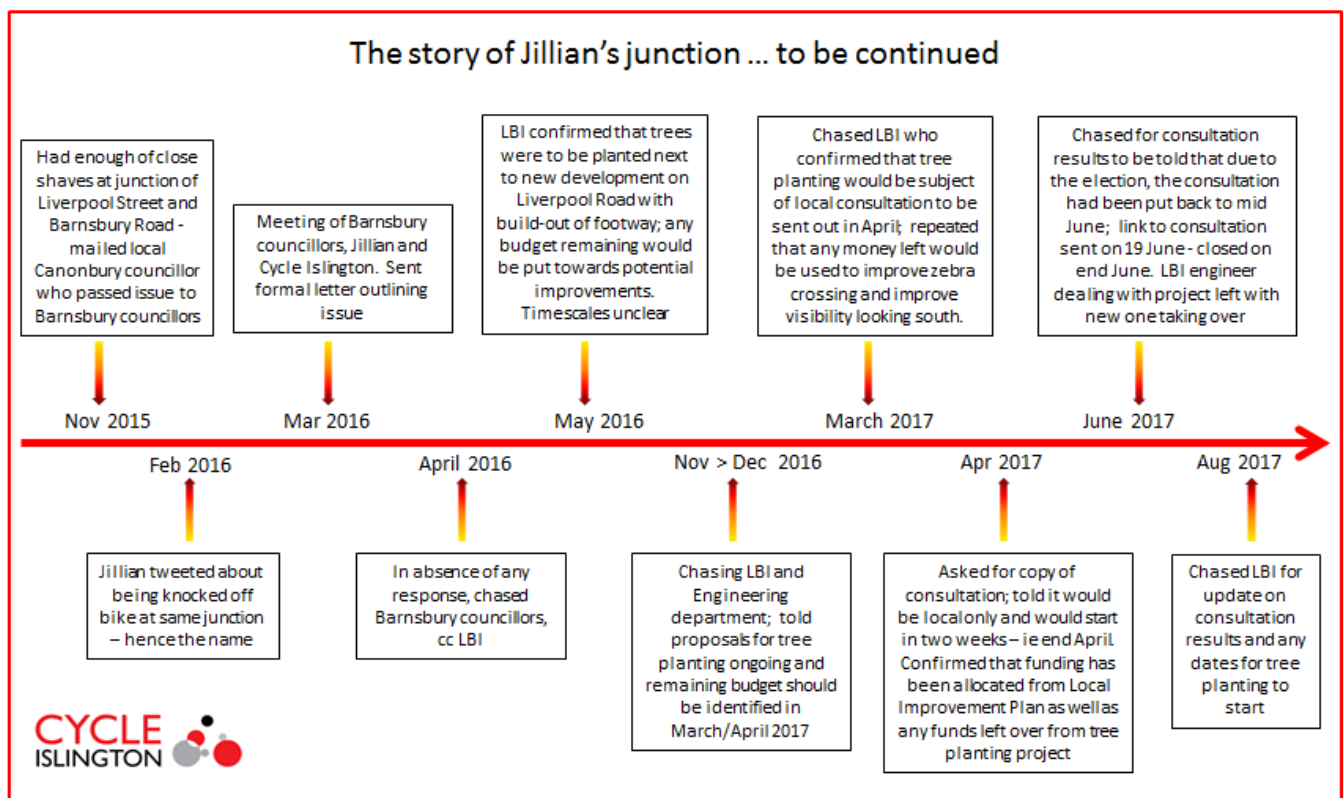 The story of Jillian's junction ... to be continued
Had enough of close
shaves at junction of
Liverpool Street and
Barnsbury Road -
mailed local
Canonbury councillor
who passed issue to
Barnsbury councillors
Nov 2015
Jillian tweeted about
being knocked off
bike at same junction
– hence the name
Feb 2016
Meeting of Barnsbury
councillors, Jillian and
Cycle Islington. Sent
formal letter outlining
issue
Mar 2016
In absence of any
response, chased
Barnsbury councillors,
cc LBI
April 2016
LBI confirmed that trees
were to be planted next
to new development on
Liverpool Road with
build-out of footway; any
budget remaining would
be put towards potential
improvements.
Timescales unclear
May 2016
Chasing LBI and
Engineering
department; told
proposals for tree
planting ongoing and
remaining budget should
be identified in
March/April 2017
Nov > Dec 2016
Chased LBI who
confirmed that tree
planting would be subject
of local consultation to be
sent out in April; repeated
that any money left would
be used to improve zebra
crossing and improve
visibility looking south.
March 2017
Asked for copy of
consultation; told it would
be local only and would start
in two weeks – ie end April.
Confirmed that funding has
been allocated from Local
Improvement Plan as well as
any funds left over from tree
planting project
Apr 2017
Chased for consultation
results to be told that due to
the election, the consultation
had been put back to mid
June; link to consultation
sent on 19 June - closed on
end June. LBI engineer
dealing with project left with
new one taking over
June 2017
Chased LBI for
update on
consultation
results and any
dates for tree
planting to
start
Aug 2017
CYCLE
ISLINGTON